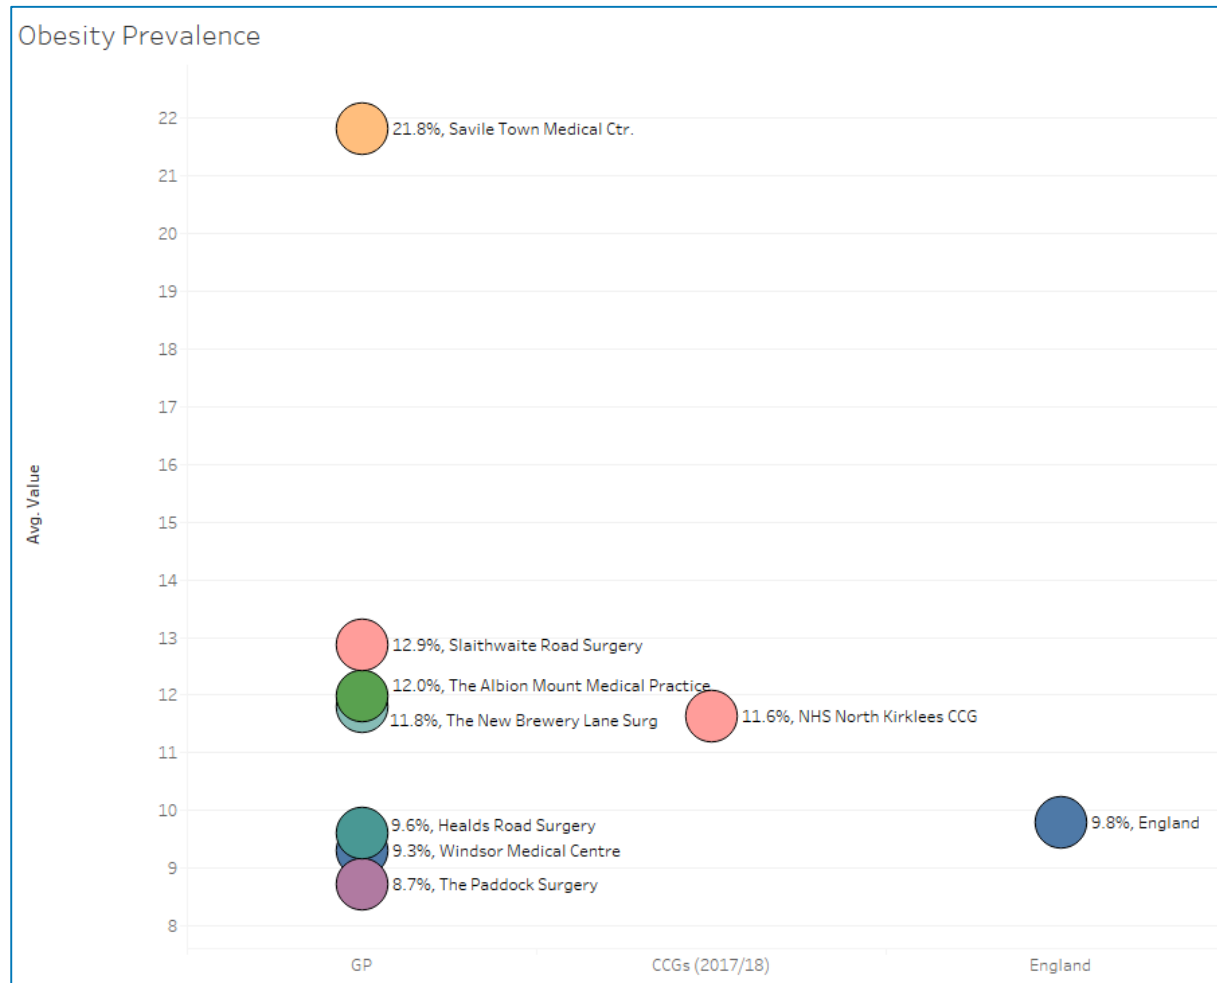 Obesity Prevalence
Avg. Value
22
21
20
19
18
17
16
15
14
13
12
11
10
9
8
21.8%, Savile Town Medical Ctr.
12.9%, Slaithwaite Road Surgery
12.0%, The Albion Mount Medical Practice
11.8%, The New Brewery Lane Surg
11.6%, NHS North Kirklees CCG
9.6%, Healds Road Surgery
9.8%, England
9.3%, Windsor Medical Centre
8.7%, The Paddock Surgery
GP
CCGs (2017/18)
England